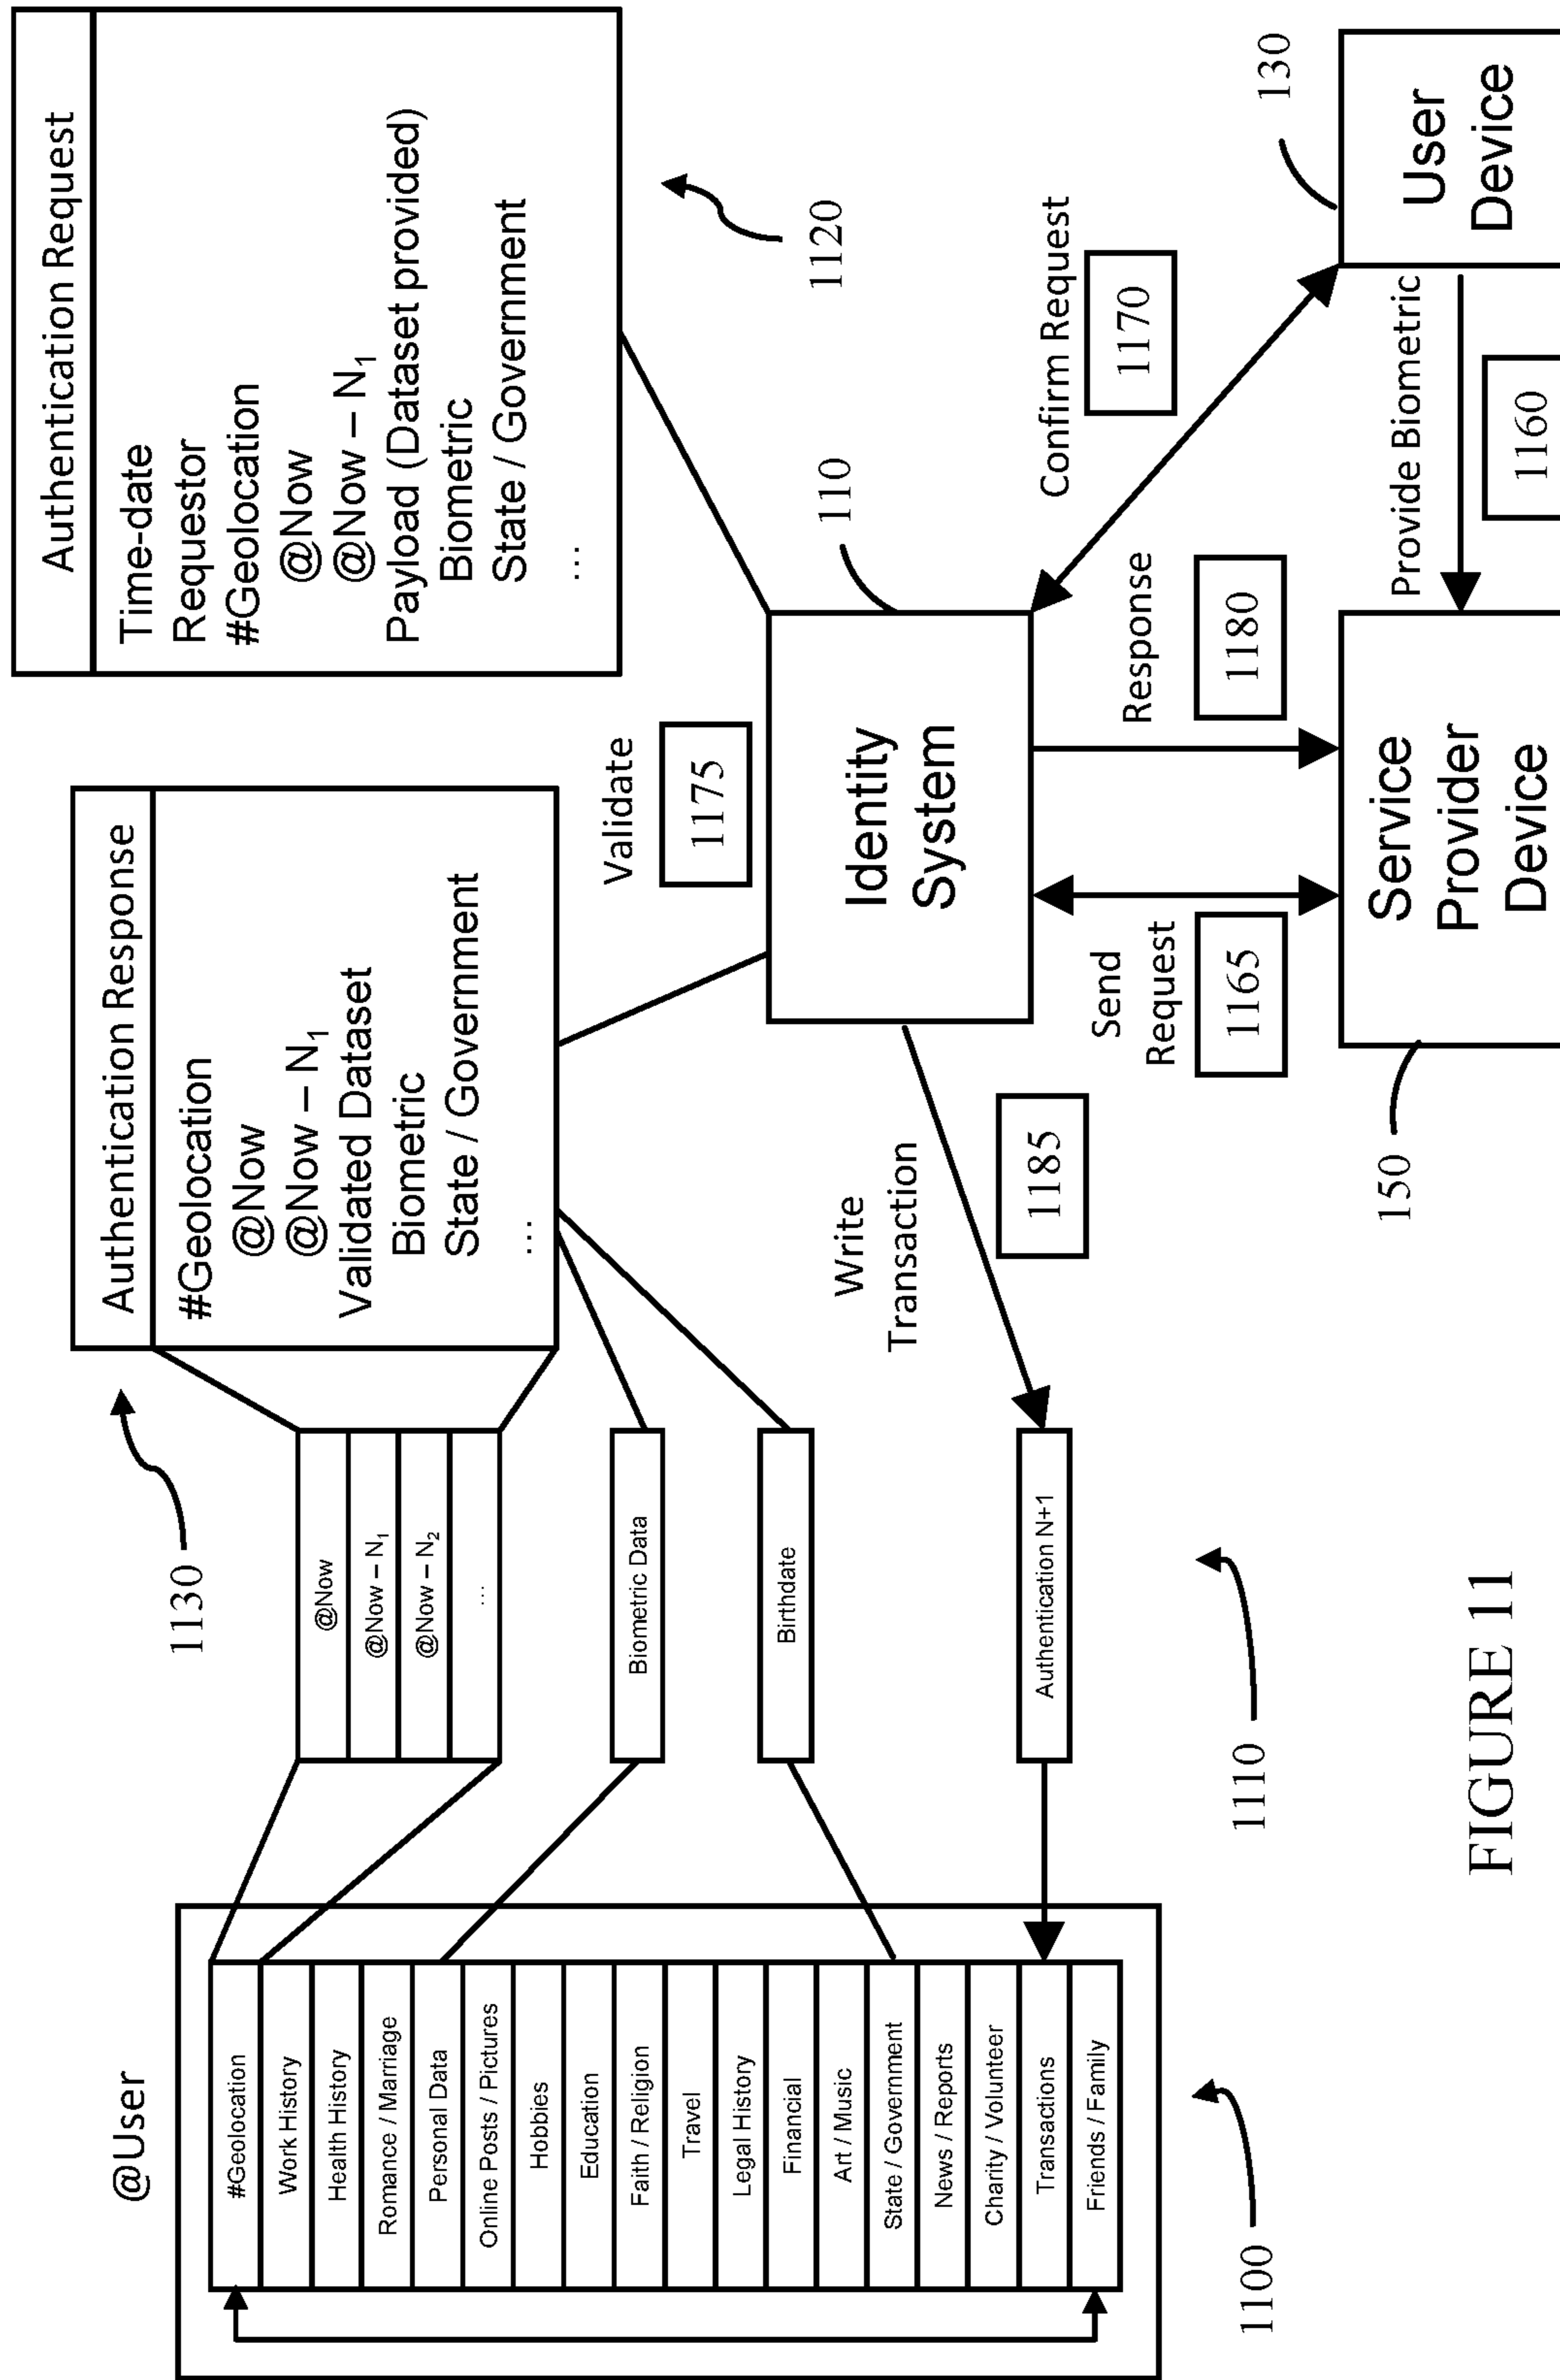 @User
#Geolocation
Work History
Health History
Romance / Marriage
Personal Data
Online Posts / Pictures
Hobbies
Education
Faith / Religion
Travel
Legal History
Financial
Art / Music
State / Government
News / Reports
Charity / Volunteer
Transactions
Friends / Family
1100
1130
@Now
@Now – N₁
@Now – N₂
...
Biometric Data
Birthdate
Authentication N+1
1110
Authentication Response
#Geolocation
@Now
@Now – N₁
Validated Dataset
Biometric
State / Government
...
Write
Transaction
1185
Validate
1175
Identity
System
110
Authentication Request
Time-date
Requestor
#Geolocation
@Now
@Now – N₁
Payload (Dataset provided)
Biometric
State / Government
...
1120
Send
Request
1165
Response
1180
Confirm Request
1170
150
Service
Provider
Device
Provide Biometric
1160
130
User
Device
FIGURE 11